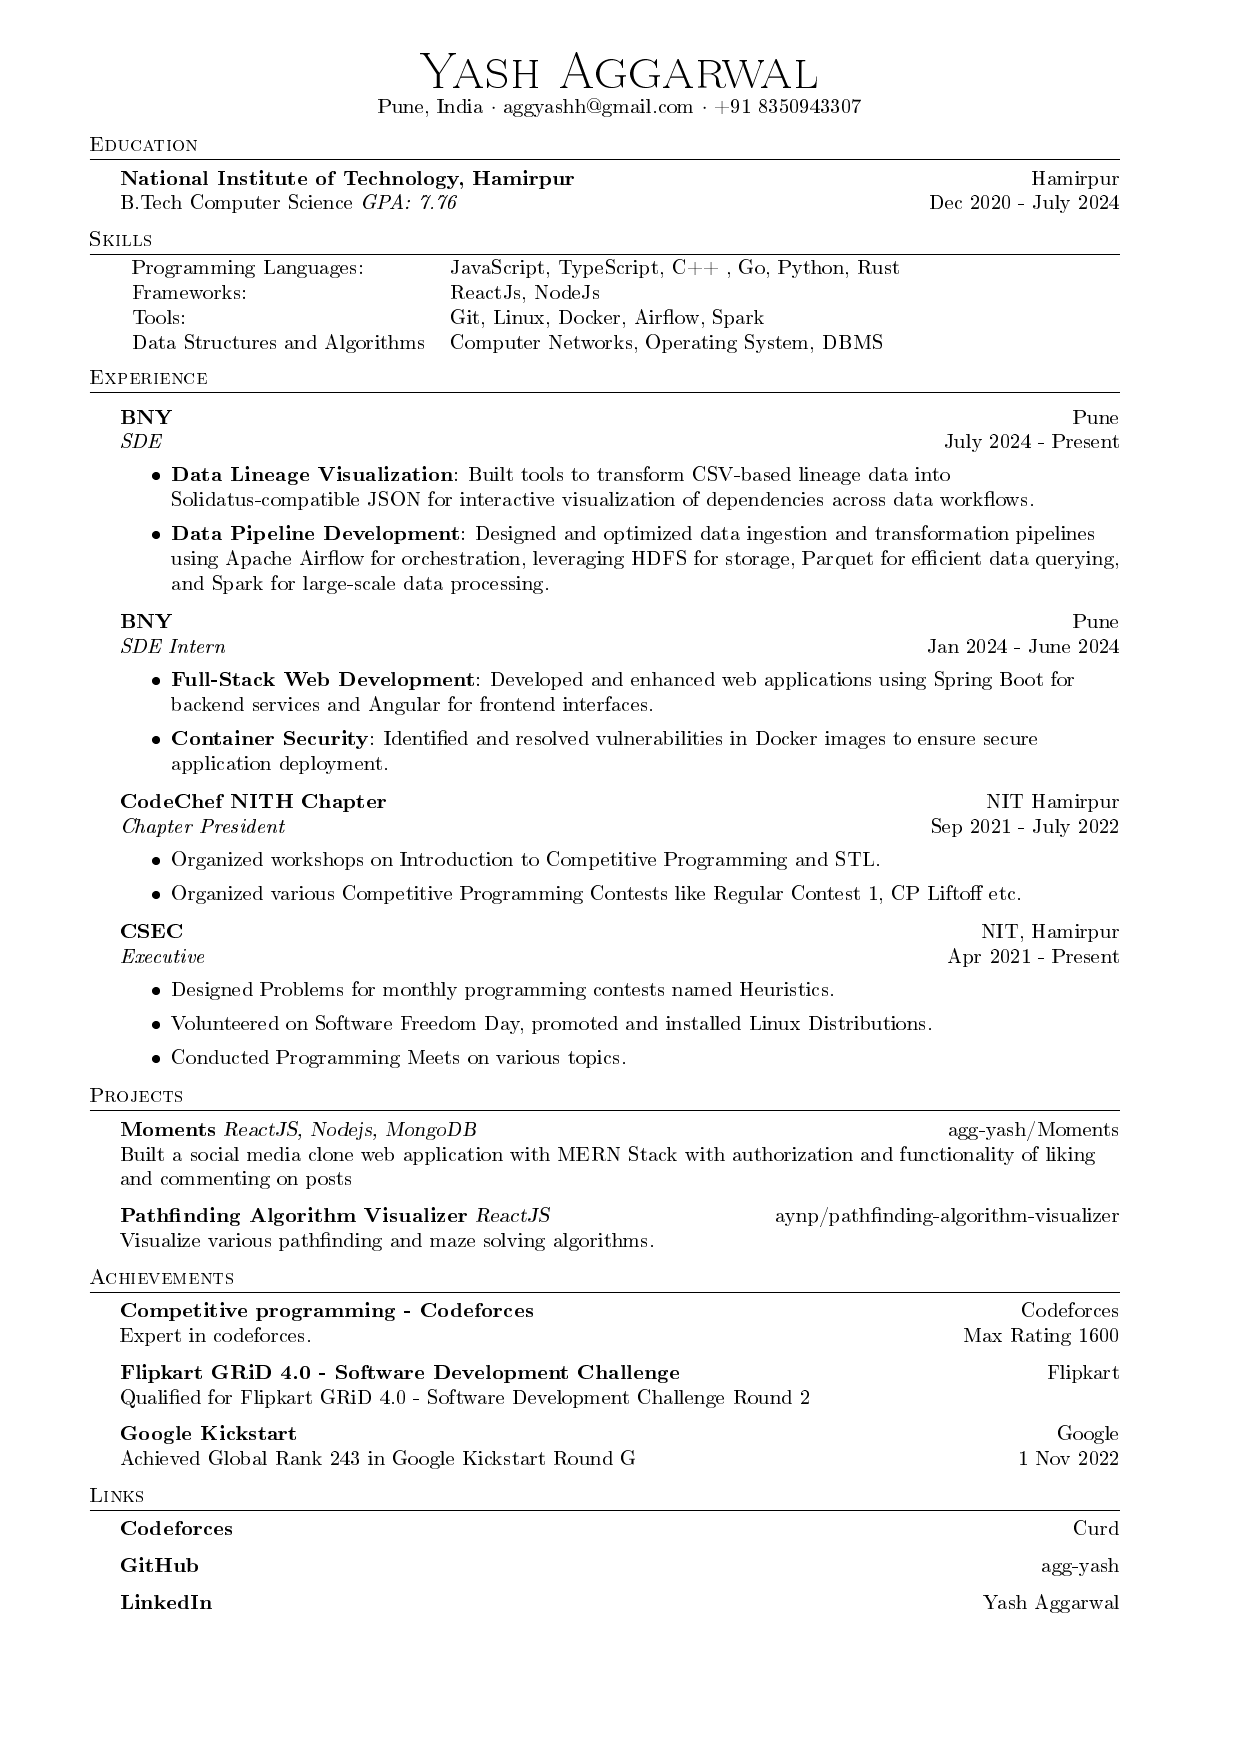 Yash Aggarwal
Pune, India · aggyashh@gmail.com · +91 8350943307
Education
National Institute of Technology, Hamirpur Hamirpur
B.Tech Computer Science GPA: 7.76 Dec 2020 - July 2024
Skills
Programming Languages: JavaScript, TypeScript, C++ , Go, Python, Rust
Frameworks: ReactJs, NodeJs
Tools: Git, Linux, Docker, Airflow, Spark
Data Structures and Algorithms Computer Networks, Operating System, DBMS
Experience
BNY Pune
SDE July 2024 - Present
• Data Lineage Visualization: Built tools to transform CSV-based lineage data into
Solidatus-compatible JSON for interactive visualization of dependencies across data workflows.
• Data Pipeline Development: Designed and optimized data ingestion and transformation pipelines
using Apache Airflow for orchestration, leveraging HDFS for storage, Parquet for efficient data querying,
and Spark for large-scale data processing.
BNY Pune
SDE Intern Jan 2024 - June 2024
• Full-Stack Web Development: Developed and enhanced web applications using Spring Boot for
backend services and Angular for frontend interfaces.
• Container Security: Identified and resolved vulnerabilities in Docker images to ensure secure
application deployment.
CodeChef NITH Chapter NIT Hamirpur
Chapter President Sep 2021 - July 2022
• Organized workshops on Introduction to Competitive Programming and STL.
• Organized various Competitive Programming Contests like Regular Contest 1, CP Liftoff etc.
CSEC NIT, Hamirpur
Executive Apr 2021 - Present
• Designed Problems for monthly programming contests named Heuristics.
• Volunteered on Software Freedom Day, promoted and installed Linux Distributions.
• Conducted Programming Meets on various topics.
Projects
Moments ReactJS, Nodejs, MongoDB agg-yash/Moments
Built a social media clone web application with MERN Stack with authorization and functionality of liking
and commenting on posts
Pathfinding Algorithm Visualizer ReactJS aynp/pathfinding-algorithm-visualizer
Visualize various pathfinding and maze solving algorithms.
Achievements
Competitive programming - Codeforces Codeforces
Expert in codeforces. Max Rating 1600
Flipkart GRiD 4.0 - Software Development Challenge Flipkart
Qualified for Flipkart GRiD 4.0 - Software Development Challenge Round 2
Google Kickstart Google
Achieved Global Rank 243 in Google Kickstart Round G 1 Nov 2022
Links
Codeforces Curd
GitHub agg-yash
LinkedIn Yash Aggarwal